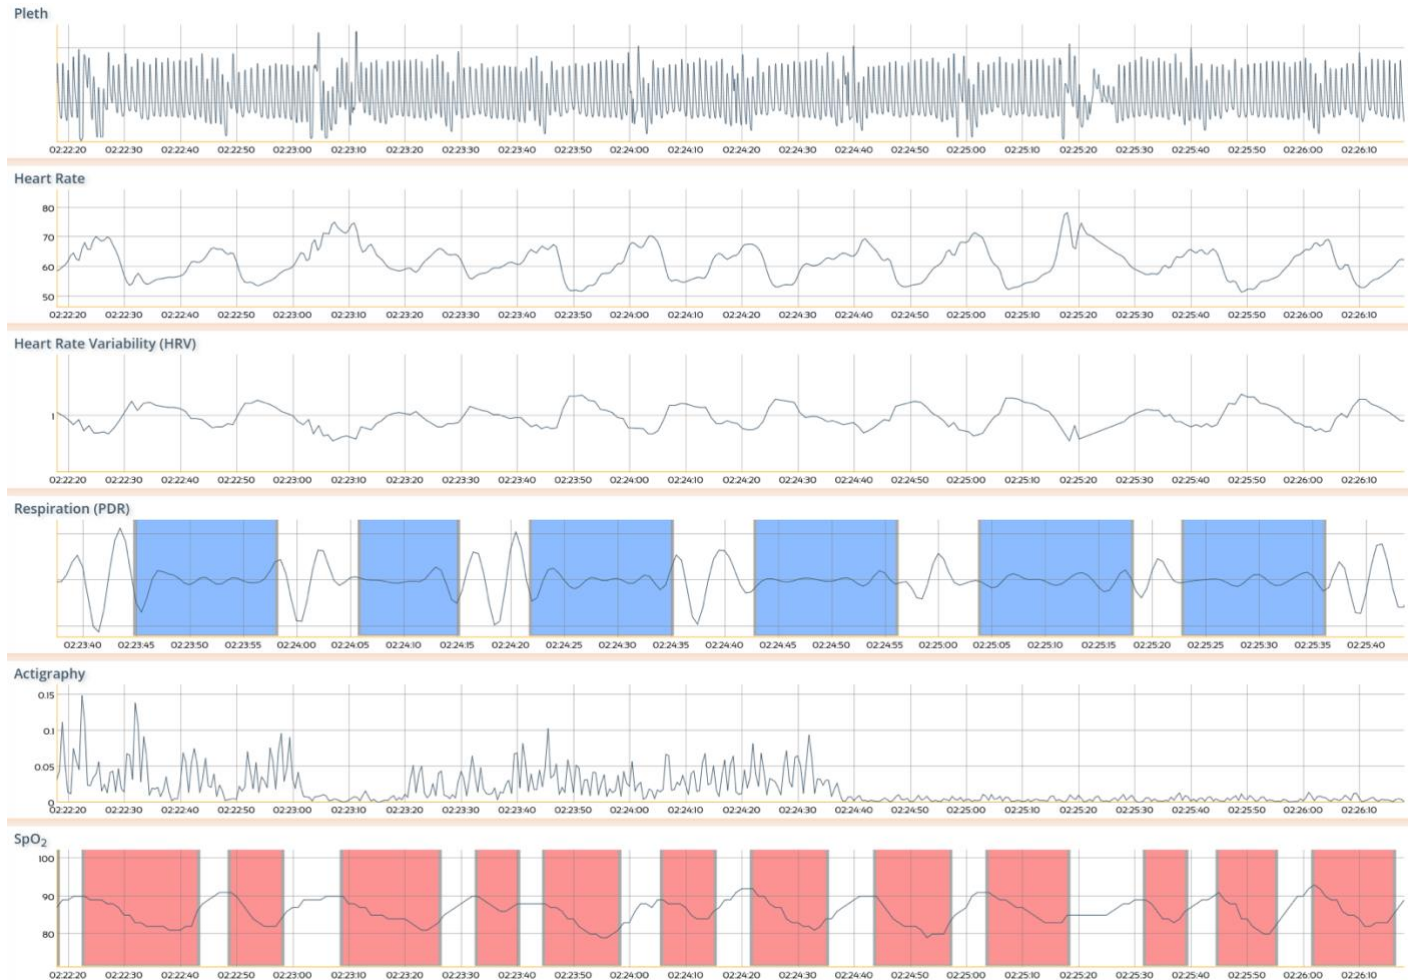 Pleth
02:22:20 02:22:30 02:22:40 02:22:50 02:23:00 02:23:10 02:23:20 02:23:30 02:23:40 02:23:50 02:24:00 02:24:10 02:24:20 02:24:30 02:24:40 02:24:50 02:25:00 02:25:10 02:25:20 02:25:30 02:25:40 02:25:50 02:26:00 02:26:10
Heart Rate
80
70
60
50
02:22:20 02:22:30 02:22:40 02:22:50 02:23:00 02:23:10 02:23:20 02:23:30 02:23:40 02:23:50 02:24:00 02:24:10 02:24:20 02:24:30 02:24:40 02:24:50 02:25:00 02:25:10 02:25:20 02:25:30 02:25:40 02:25:50 02:26:00 02:26:10
Heart Rate Variability (HRV)
1
02:22:20 02:22:30 02:22:40 02:22:50 02:23:00 02:23:10 02:23:20 02:23:30 02:23:40 02:23:50 02:24:00 02:24:10 02:24:20 02:24:30 02:24:40 02:24:50 02:25:00 02:25:10 02:25:20 02:25:30 02:25:40 02:25:50 02:26:00 02:26:10
Respiration (PDR)
02:23:40 02:23:45 02:23:50 02:23:55 02:24:00 02:24:05 02:24:10 02:24:15 02:24:20 02:24:25 02:24:30 02:24:35 02:24:40 02:24:45 02:24:50 02:24:55 02:25:00 02:25:05 02:25:10 02:25:15 02:25:20 02:25:25 02:25:30 02:25:35 02:25:40
Actigraphy
0.15
0.1
0.05
0
02:22:20 02:22:30 02:22:40 02:22:50 02:23:00 02:23:10 02:23:20 02:23:30 02:23:40 02:23:50 02:24:00 02:24:10 02:24:20 02:24:30 02:24:40 02:24:50 02:25:00 02:25:10 02:25:20 02:25:30 02:25:40 02:25:50 02:26:00 02:26:10
SpO2
100
90
80
02:22:20 02:22:30 02:22:40 02:22:50 02:23:00 02:23:10 02:23:20 02:23:30 02:23:40 02:23:50 02:24:00 02:24:10 02:24:20 02:24:30 02:24:40 02:24:50 02:25:00 02:25:10 02:25:20 02:25:30 02:25:40 02:25:50 02:26:00 02:26:10